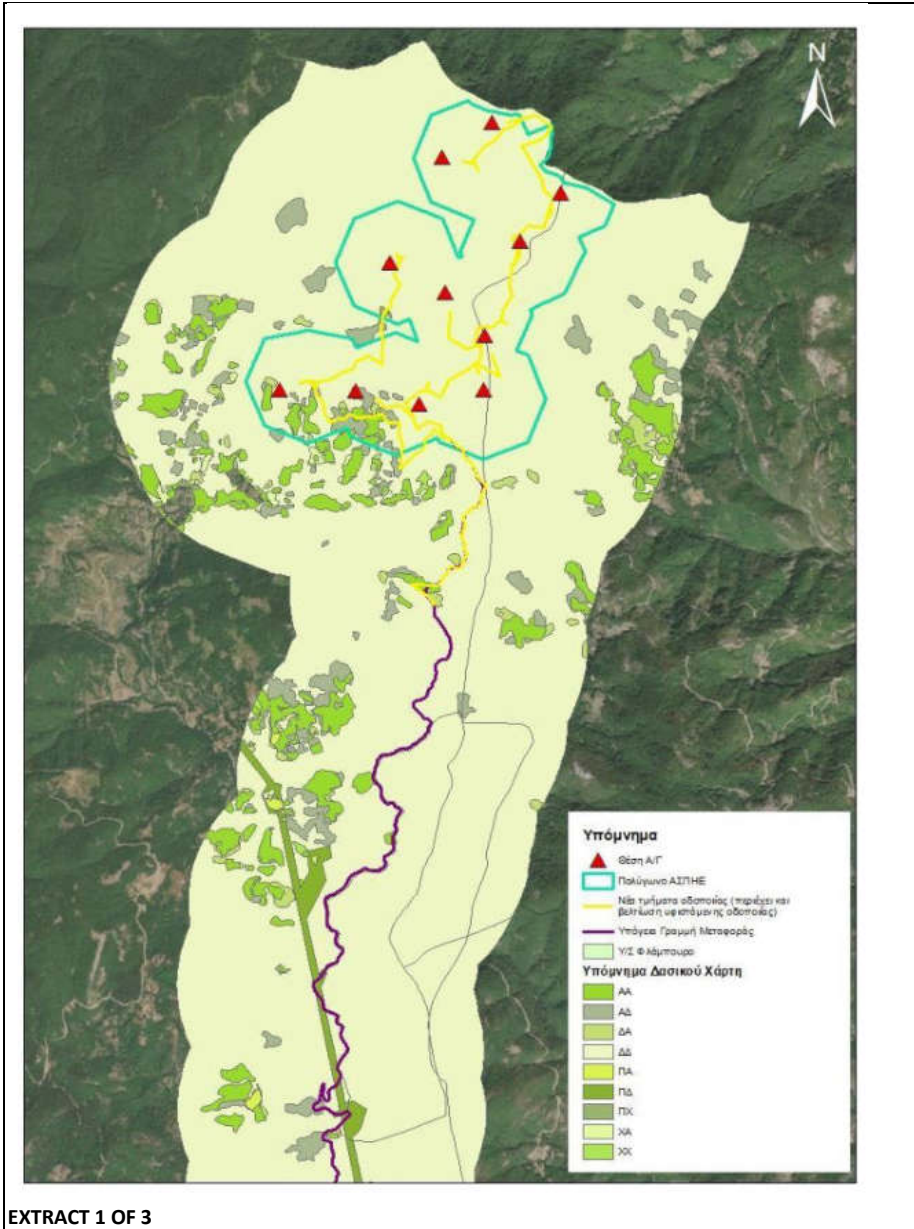 N
Υπόμνημα
Θέση Α/Γ
Πολύγωνο ΑΣΠΗΕ
Νέα τμήματα οδοποιίας (περιέχει και
βελτίωση υφιστάμενης οδοποιίας)
Υπόγεια Γραμμή Μεταφοράς
Υ/Σ Φλάμπουρο
Υπόμνημα Δασικού Χάρτη
ΑΑ
ΑΔ
ΔΑ
ΔΔ
ΠΑ
ΠΔ
ΠΧ
ΧΑ
ΧΧ
EXTRACT 1 OF 3